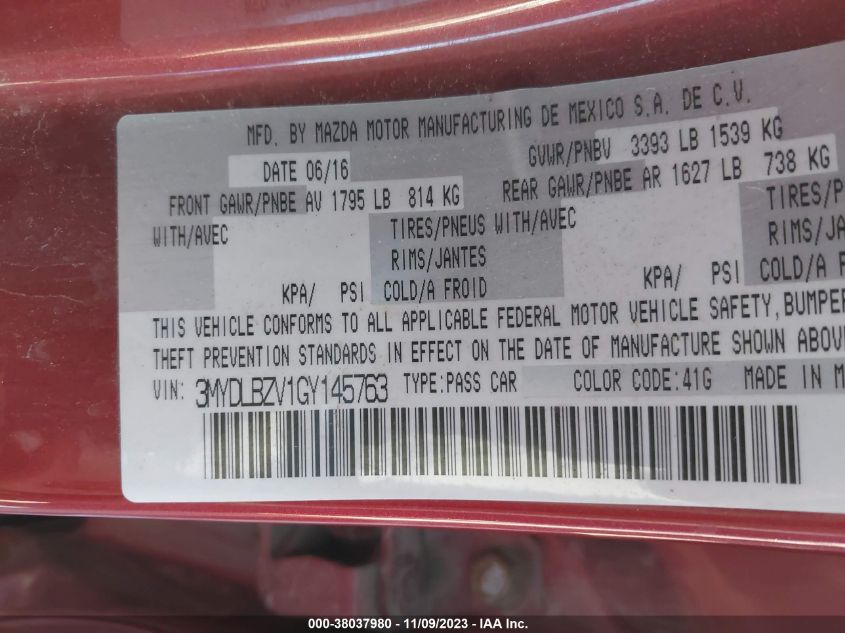 MFD. BY MAZDA MOTOR MANUFACTURING DE MEXICO S.A. DE C.V.
DATE 06/16 GVWR/PNBV 3393 LB 1539 KG
FRONT GAWR/PNBE AV 1795 LB 814 KG REAR GAWR/PNBE AR 1627 LB 738 KG
WITH/AVEC TIRES/PNEUS WITH/AVEC TIRES/P
RIMS/JANTES RIMS/JA
KPA/ PSI COLD/A FROID KPA/ PSI COLD/A FROI
THIS VEHICLE CONFORMS TO ALL APPLICABLE FEDERAL MOTOR VEHICLE SAFETY, BUMPER
THEFT PREVENTION STANDARDS IN EFFECT ON THE DATE OF MANUFACTURE SHOWN ABOVE
VIN: 3MYDLBZV1GY145763 TYPE:PASS CAR COLOR CODE:41G MADE IN M
000-38037980 - 11/09/2023 - IAA Inc.